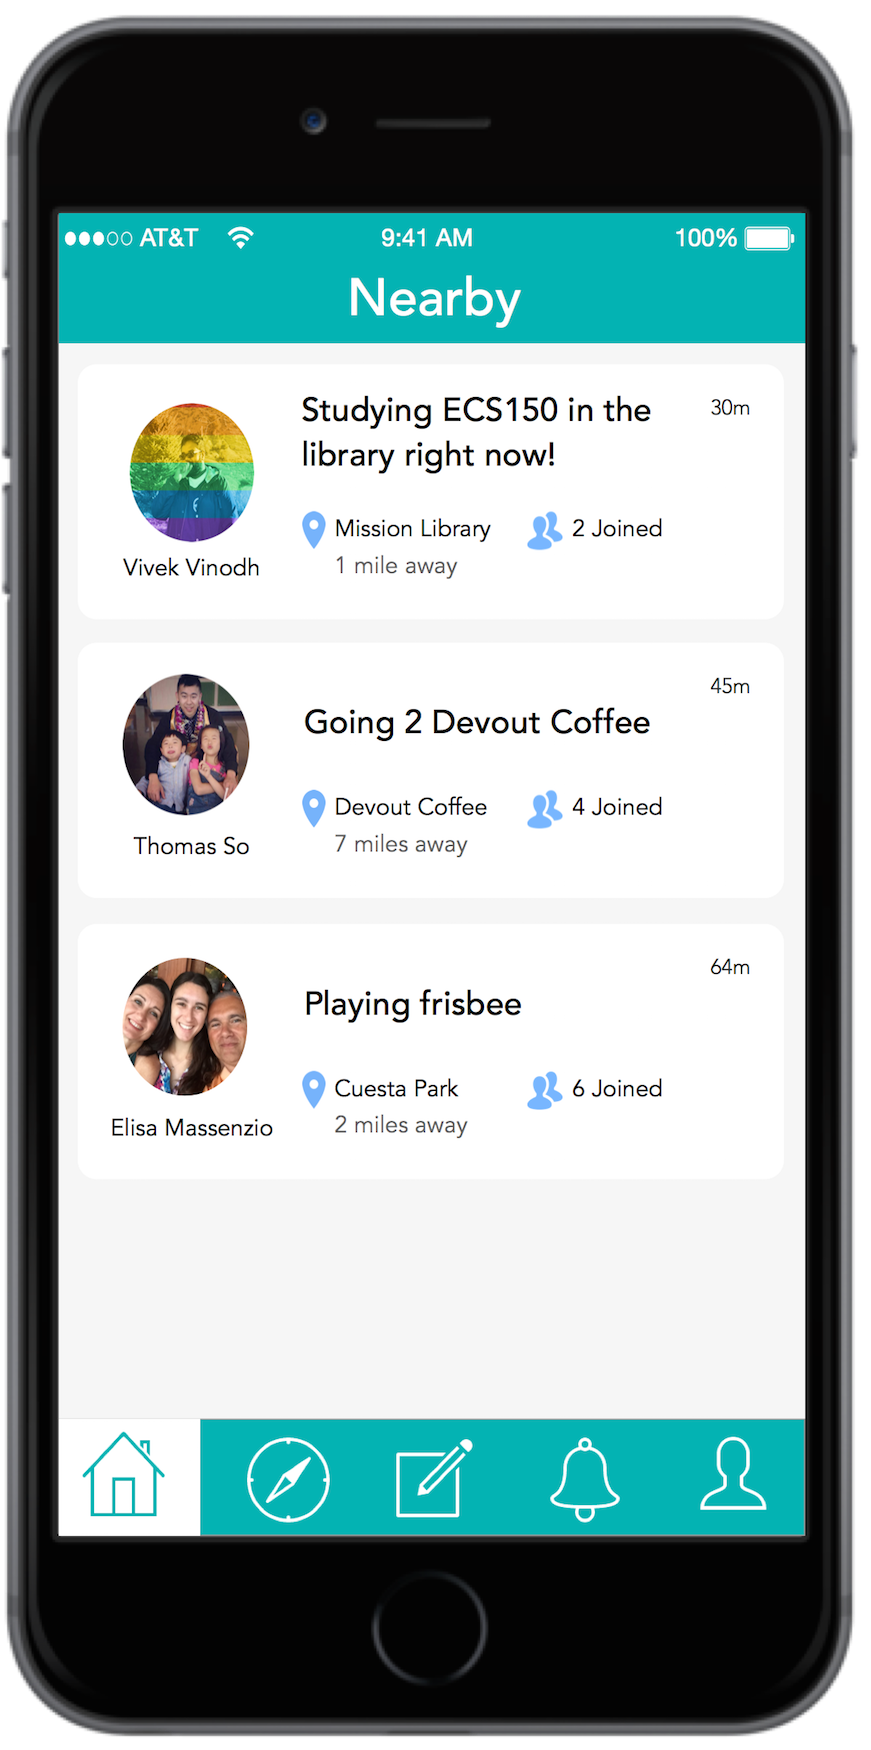 AT&T 9:41 AM 100%
Nearby
Studying ECS150 in the 30m
library right now!
Mission Library 2 Joined
1 mile away
Vivek Vinodh
45m
Going 2 Devout Coffee
Devout Coffee 4 Joined
7 miles away
Thomas So
64m
Playing frisbee
Cuesta Park 6 Joined
2 miles away
Elisa Massenzio